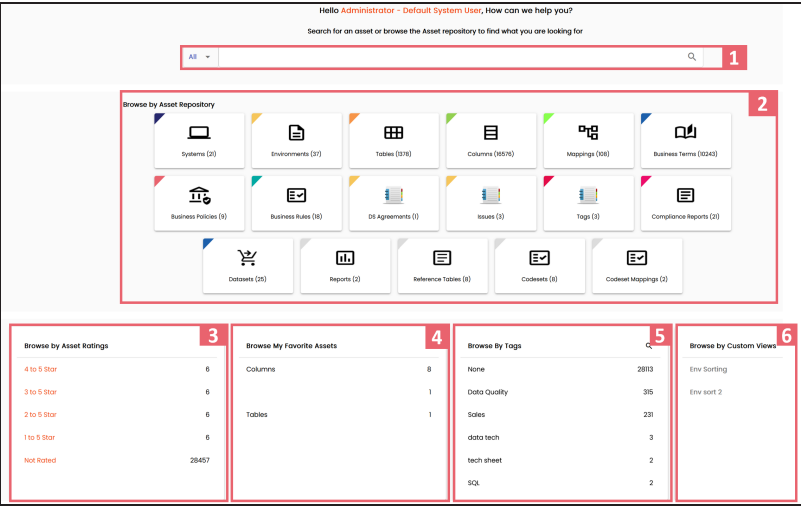 Hello Administrator - Default System User, How can we help you?
Search for an asset or browse the Asset repository to find what you are looking for
All
1
2
Browse by Asset Repository
Systems (21)
Environments (37)
Tables (1378)
Columns (16576)
Mappings (108)
Business Terms (10243)
Business Policies (9)
Business Rules (18)
DS Agreements (1)
Issues (3)
Tags (3)
Compliance Reports (21)
Datasets (25)
Reports (2)
Reference Tables (8)
Codesets (8)
Codeset Mappings (2)
3
Browse by Asset Ratings
4 to 5 Star 6
3 to 5 Star 6
2 to 5 Star 6
1 to 5 Star 6
Not Rated 28457
4
Browse My Favorite Assets
Columns 8
1
Tables 1
5
Browse By Tags
None 28113
Data Quality 315
Sales 231
data tech 3
tech sheet 2
SQL 2
6
Browse by Custom Views
Env Sorting
Env sort 2